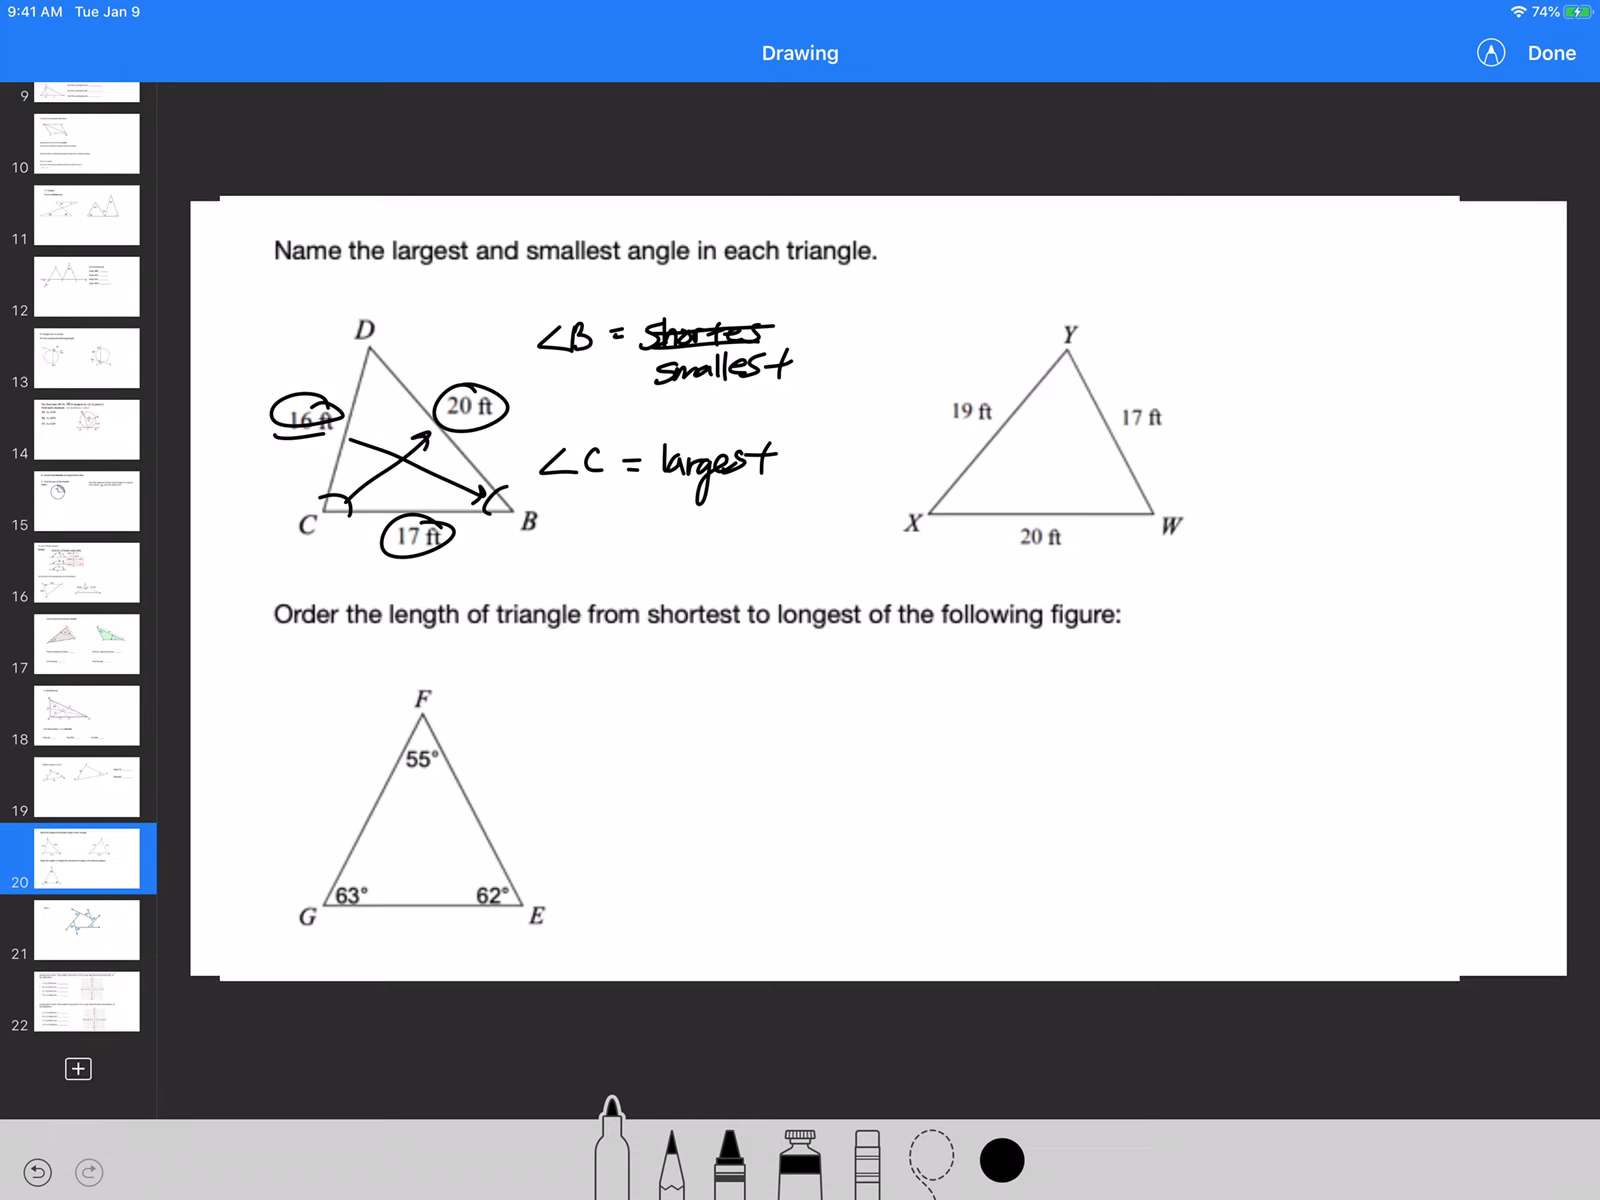 9:41 AM Tue Jan 9
74%
Drawing
Done
9
10
11
12
13
14
15
16
17
18
19
20
21
22
Name the largest and smallest angle in each triangle.
D
16 ft
20 ft
C
17 ft
B
∠B = shortes
smallest
∠C = largest
Y
19 ft
17 ft
X
20 ft
W
Order the length of triangle from shortest to longest of the following figure:
F
55°
63°
62°
G
E